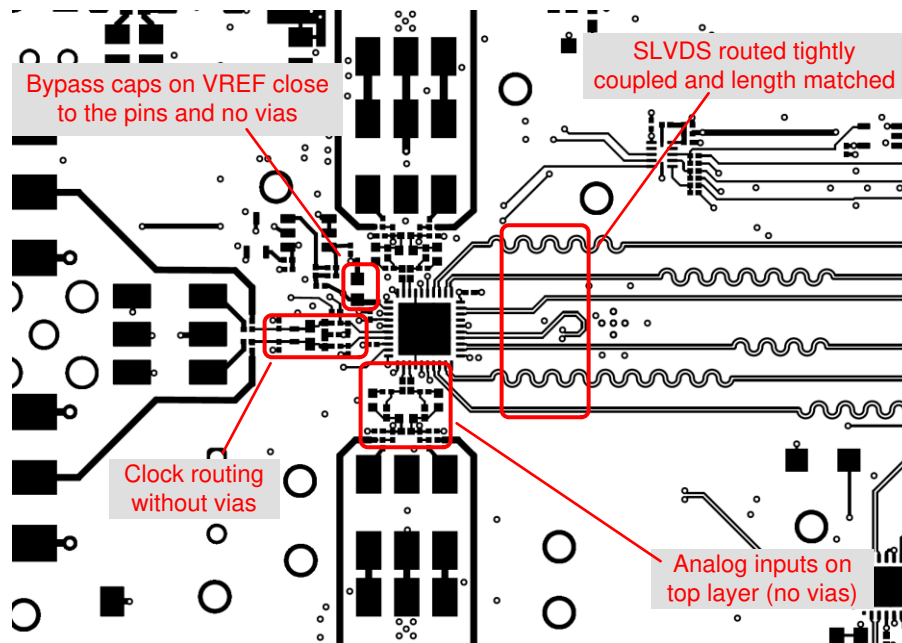 SLVDS routed tightly
coupled and length matched
Bypass caps on VREF close
to the pins and no vias
Clock routing
without vias
Analog inputs on
top layer (no vias)